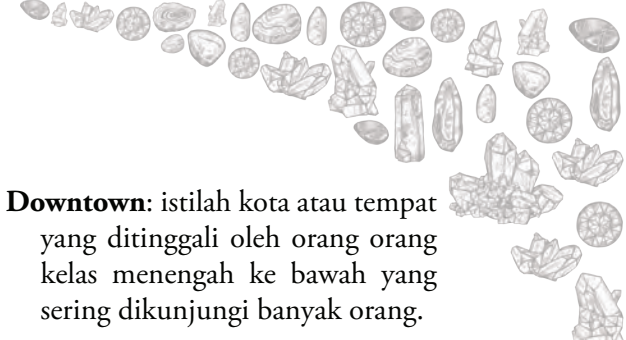 Downtown: istilah kota atau tempat
yang ditinggali oleh orang orang
kelas menengah ke bawah yang
sering dikunjungi banyak orang.